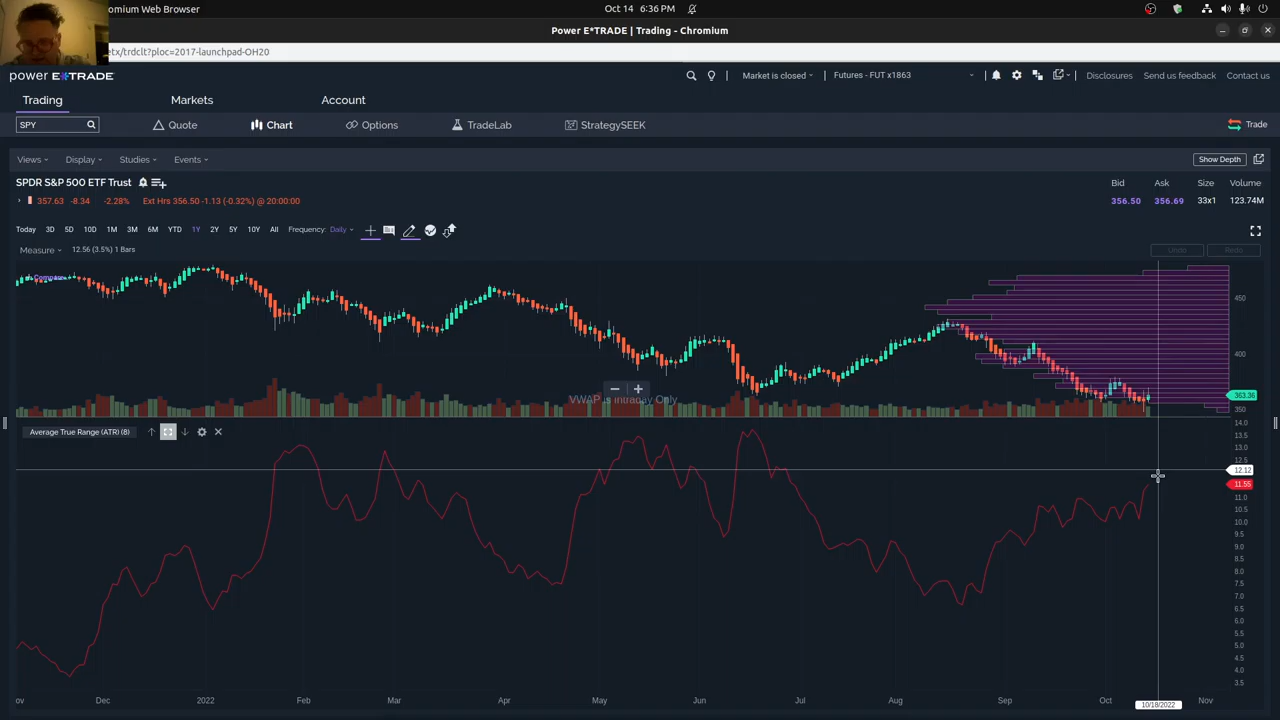 omium Web Browser
Oct 14 6:36 PM
Power E*TRADE | Trading - Chromium
etx/trdclt?ploc=2017-launchpad-OH20
power E*TRADE
Market is closed
Futures - FUT x1863
Disclosures
Send us feedback
Contact us
Trading
Markets
Account
SPY
Quote
Chart
Options
TradeLab
StrategySEEK
Trade
Views
Display
Studies
Events
Show Depth
SPDR S&P 500 ETF Trust
Bid
Ask
Size
Volume
357.63 -8.34 -2.28% Ext Hrs 356.50 -1.13 (-0.32%) @ 20:00:00
356.50
356.69
33x1
123.74M
Today 3D 5D 10D 1M 3M 6M YTD 1Y 2Y 5Y 10Y All Frequency: Daily
Measure 12.56 (3.5%) 1 Bars
Undo
Redo
Compare
450
400
VWAP is Intraday Only
363.36
350
14.0
Average True Range (ATR) (8)
13.5
13.0
12.5
12.12
11.55
11.0
10.5
10.0
9.5
9.0
8.5
8.0
7.5
7.0
6.5
6.0
5.5
5.0
4.5
4.0
3.5
ov Dec 2022 Feb Mar Apr May Jun Jul Aug Sep Oct Nov
10/18/2022